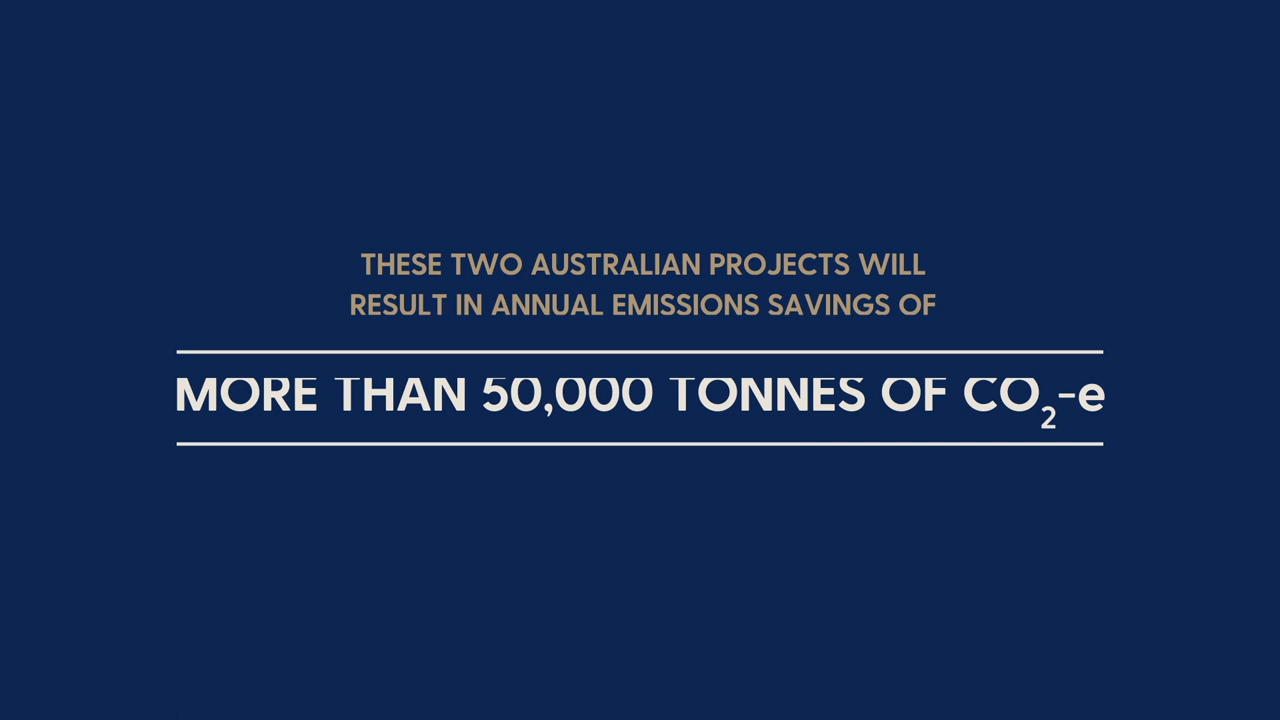 THESE TWO AUSTRALIAN PROJECTS WILL
RESULT IN ANNUAL EMISSIONS SAVINGS OF
MORE THAN 50,000 TONNES OF CO₂-e